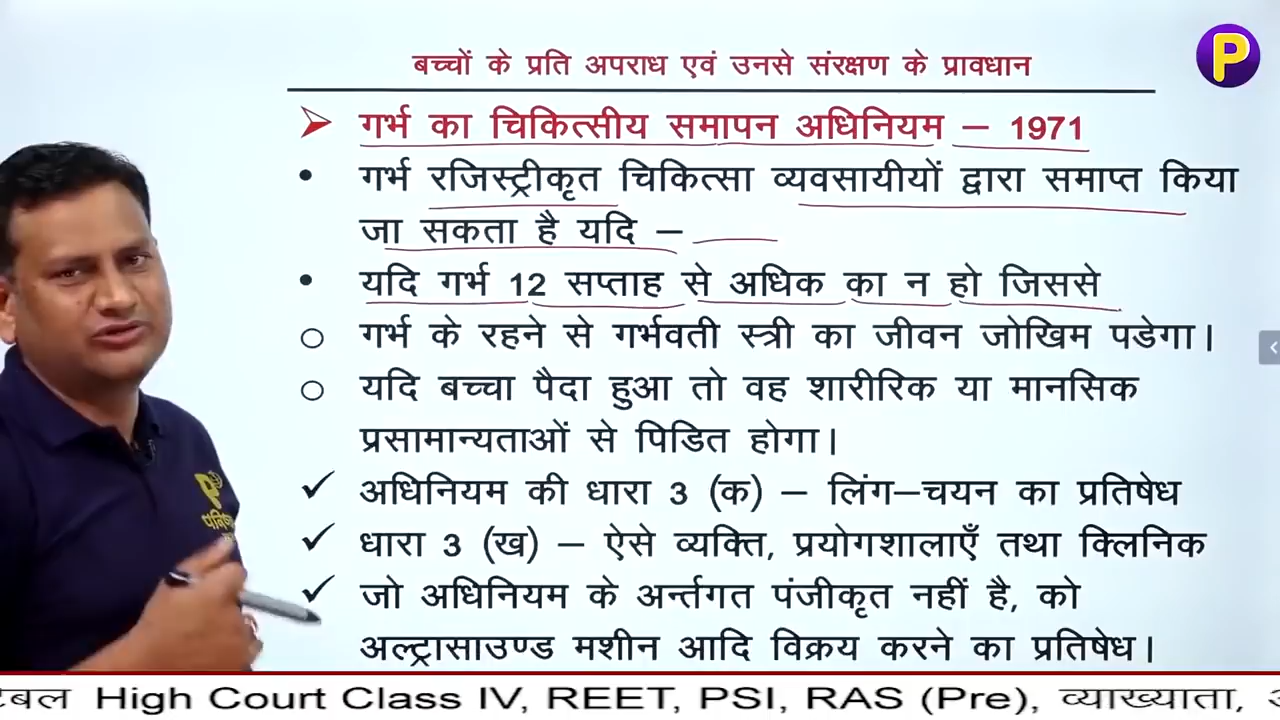 बच्चों के प्रति अपराध एवं उनसे संरक्षण के प्रावधान
P
गर्भ का चिकित्सीय समापन अधिनियम – 1971
गर्भ रजिस्ट्रीकृत चिकित्सा व्यवसायीयों द्वारा समाप्त किया
जा सकता है यदि –
यदि गर्भ 12 सप्ताह से अधिक का न हो जिससे
गर्भ के रहने से गर्भवती स्त्री का जीवन जोखिम पडेगा।
यदि बच्चा पैदा हुआ तो वह शारीरिक या मानसिक
प्रसामान्यताओं से पिडित होगा।
अधिनियम की धारा 3 (क) – लिंग–चयन का प्रतिषेध
धारा 3 (ख) – ऐसे व्यक्ति, प्रयोगशालाएँ तथा क्लिनिक
जो अधिनियम के अर्न्तगत पंजीकृत नहीं है, को
अल्ट्रासाउण्ड मशीन आदि विक्रय करने का प्रतिषेध।
High Court Class IV, REET, PSI, RAS (Pre), व्याख्याता,